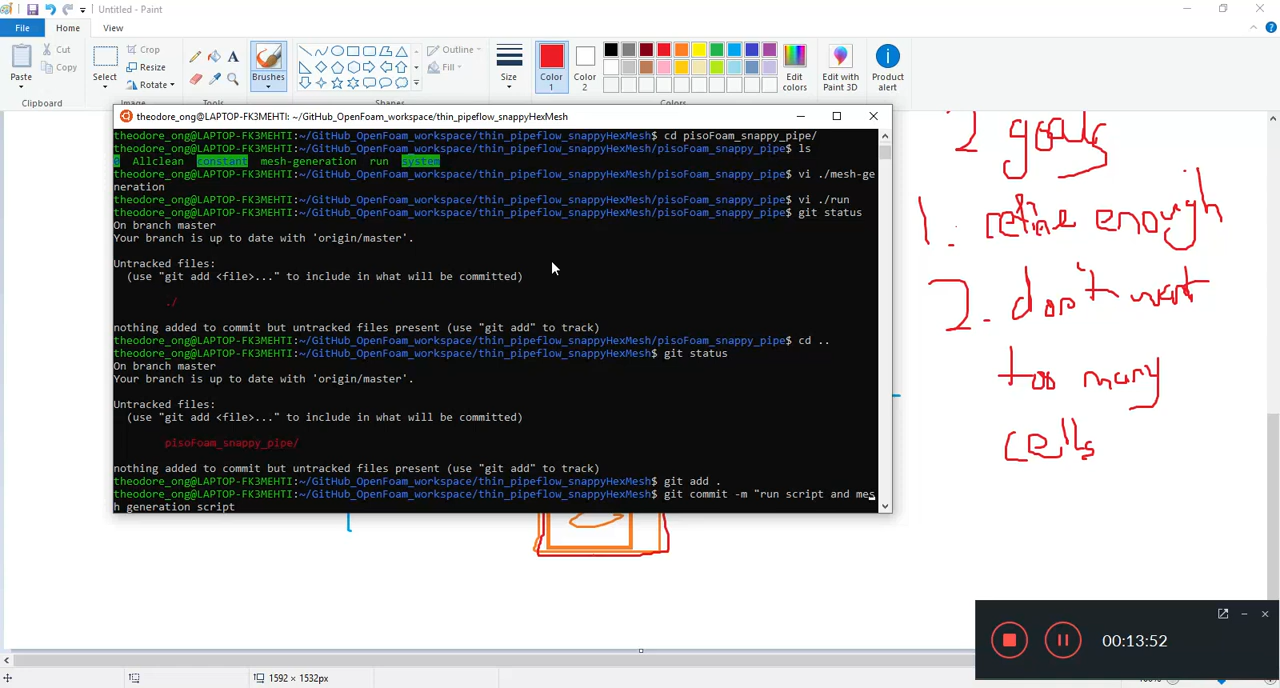 Untitled - Paint
File
Home
View
Paste
Cut
Copy
Clipboard
Select
Crop
Resize
Rotate
Image
Tools
Brushes
Outline
Fill
Shapes
Size
Color
1
Color
2
Edit
colors
Colors
Edit with
Paint 3D
Product
alert
theodore_ong@LAPTOP-FK3MEHTI: ~/GitHub_OpenFoam_workspace/thin_pipeflow_snappyHexMesh
theodore_ong@LAPTOP-FK3MEHTI:~/GitHub_OpenFoam_workspace/thin_pipeflow_snappyHexMesh$ cd pisoFoam_snappy_pipe/
theodore_ong@LAPTOP-FK3MEHTI:~/GitHub_OpenFoam_workspace/thin_pipeflow_snappyHexMesh/pisoFoam_snappy_pipe$ ls
0 Allclean constant mesh-generation run system
theodore_ong@LAPTOP-FK3MEHTI:~/GitHub_OpenFoam_workspace/thin_pipeflow_snappyHexMesh/pisoFoam_snappy_pipe$ vi ./mesh-ge
neration
theodore_ong@LAPTOP-FK3MEHTI:~/GitHub_OpenFoam_workspace/thin_pipeflow_snappyHexMesh/pisoFoam_snappy_pipe$ vi ./run
theodore_ong@LAPTOP-FK3MEHTI:~/GitHub_OpenFoam_workspace/thin_pipeflow_snappyHexMesh/pisoFoam_snappy_pipe$ git status
On branch master
Your branch is up to date with 'origin/master'.
Untracked files:
(use "git add <file>..." to include in what will be committed)
./
nothing added to commit but untracked files present (use "git add" to track)
theodore_ong@LAPTOP-FK3MEHTI:~/GitHub_OpenFoam_workspace/thin_pipeflow_snappyHexMesh/pisoFoam_snappy_pipe$ cd ..
theodore_ong@LAPTOP-FK3MEHTI:~/GitHub_OpenFoam_workspace/thin_pipeflow_snappyHexMesh$ git status
On branch master
Your branch is up to date with 'origin/master'.
Untracked files:
(use "git add <file>..." to include in what will be committed)
pisoFoam_snappy_pipe/
nothing added to commit but untracked files present (use "git add" to track)
theodore_ong@LAPTOP-FK3MEHTI:~/GitHub_OpenFoam_workspace/thin_pipeflow_snappyHexMesh$ git add .
theodore_ong@LAPTOP-FK3MEHTI:~/GitHub_OpenFoam_workspace/thin_pipeflow_snappyHexMesh$ git commit -m "run script and mes
h generation script
2 goals
1. refine enough
2. don't want
too many
cells
00:13:52
1592 × 1532px